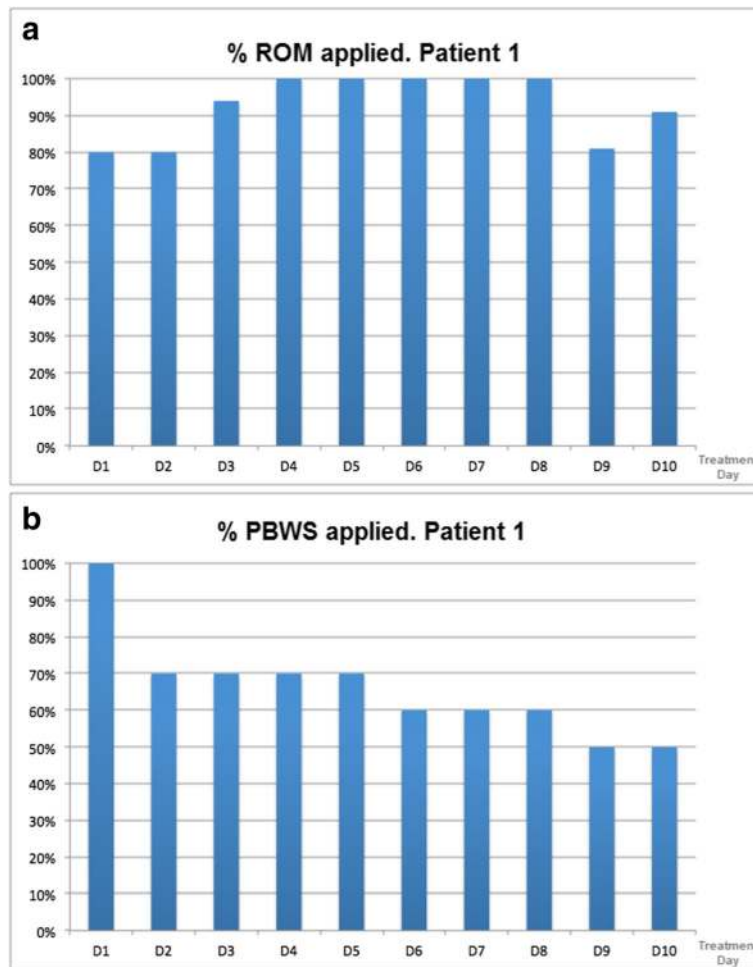 a
% ROM applied. Patient 1
100%
90%
80%
70%
60%
50%
40%
30%
20%
10%
0%
D1 D2 D3 D4 D5 D6 D7 D8 D9 D10
Treatment
Day
b
% PBWS applied. Patient 1
100%
90%
80%
70%
60%
50%
40%
30%
20%
10%
0%
D1 D2 D3 D4 D5 D6 D7 D8 D9 D10
Treatment
Day